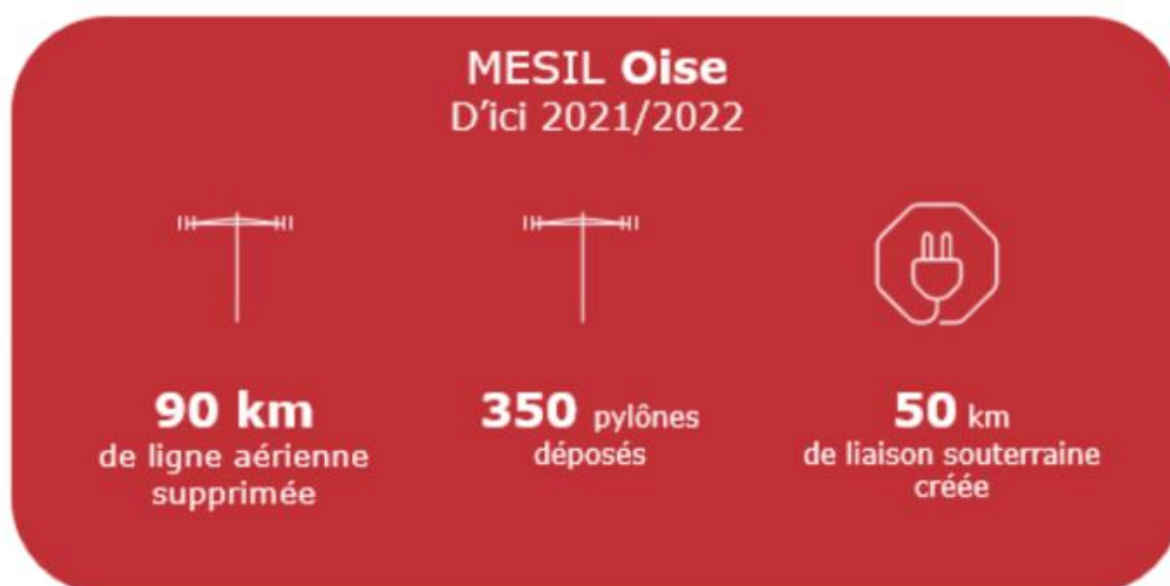 MESIL Oise
D'ici 2021/2022
90 km
de ligne aérienne
supprimée
350 pylônes
déposés
50 km
de liaison souterraine
créée